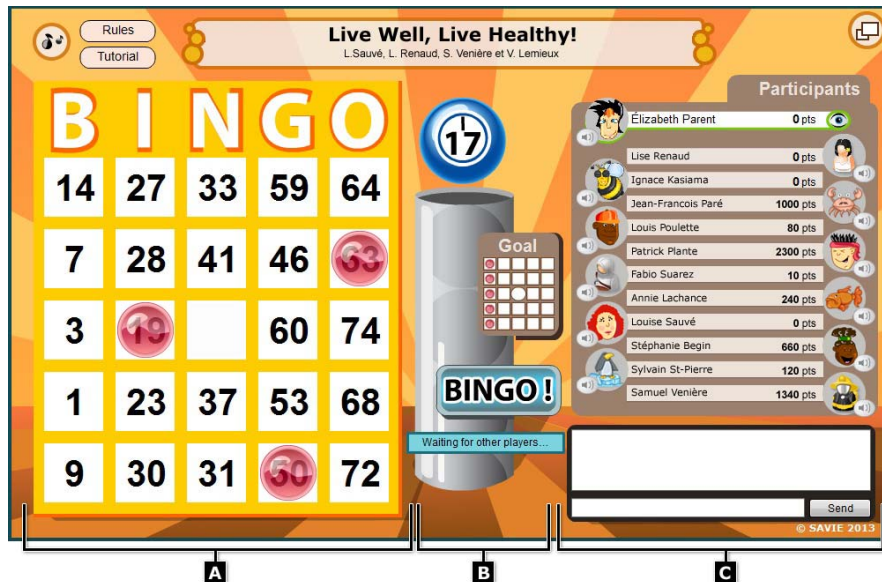 Rules
Tutorial
Live Well, Live Healthy!
L.Sauvé, L. Renaud, S. Venière et V. Lemieux
B I N G O
14 27 33 59 64
7 28 41 46 63
3 19 60 74
1 23 37 53 68
9 30 31 50 72
I
17
Goal
BINGO !
Waiting for other players...
Participants
Élizabeth Parent 0 pts
Lise Renaud 0 pts
Ignace Kasiama 0 pts
Jean-Francois Paré 1000 pts
Louis Poulette 80 pts
Patrick Plante 2300 pts
Fabio Suarez 10 pts
Annie Lachance 240 pts
Louise Sauvé 0 pts
Stéphanie Begin 660 pts
Sylvain St-Pierre 120 pts
Samuel Venière 1340 pts
Send
© SAVIE 2013
A B C